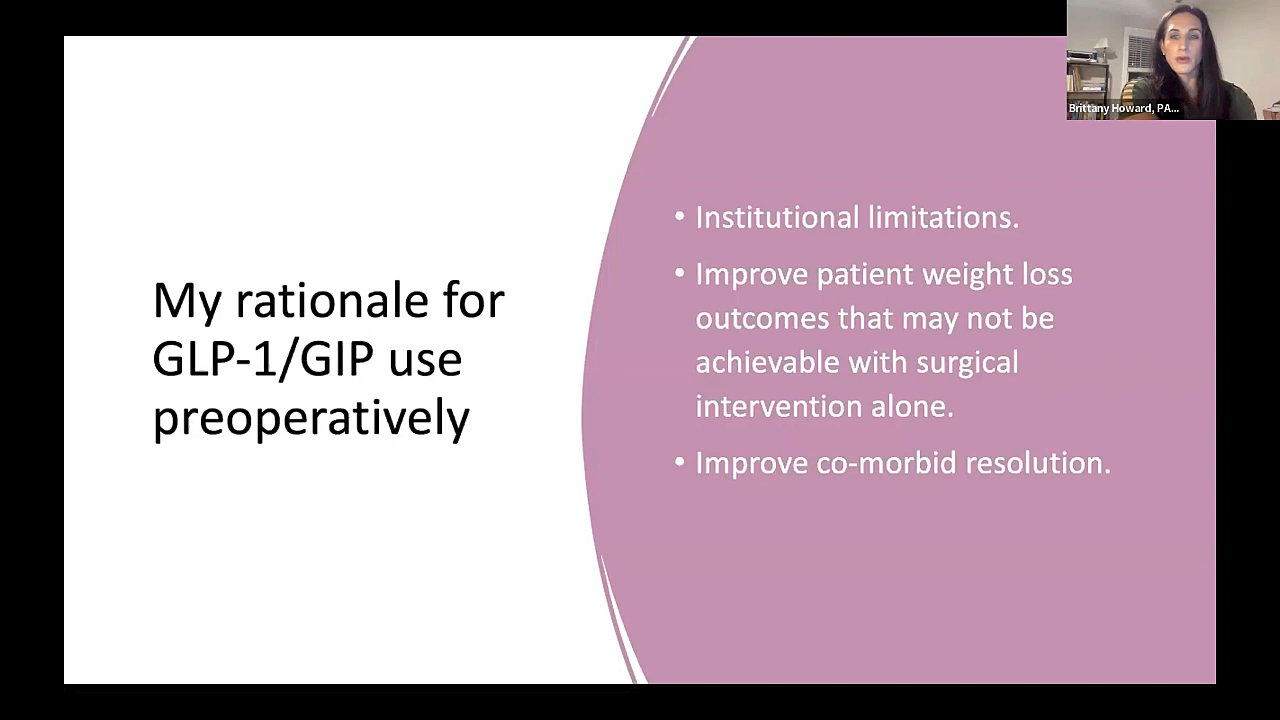 Brittany Howard, PA...
My rationale for
GLP-1/GIP use
preoperatively
• Institutional limitations.
• Improve patient weight loss
outcomes that may not be
achievable with surgical
intervention alone.
• Improve co-morbid resolution.